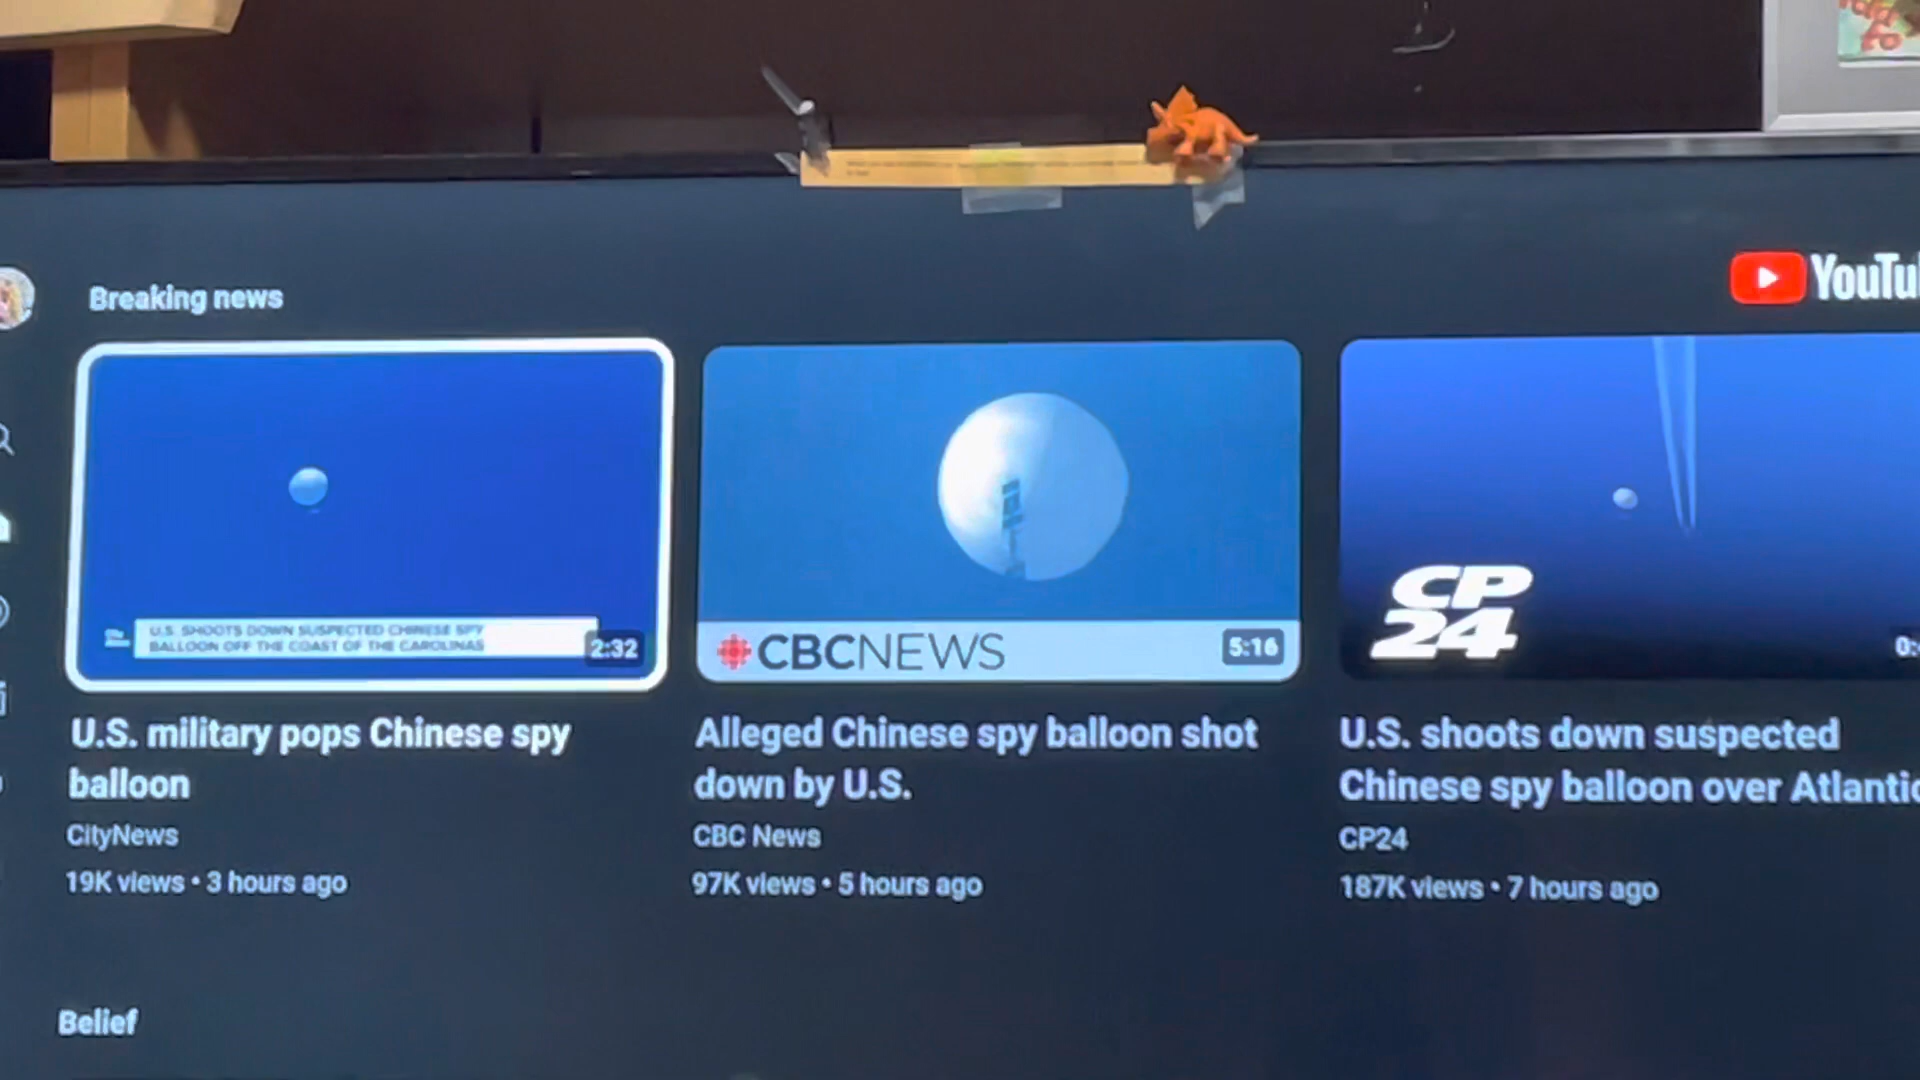 Breaking news
YouTu
U.S. SHOOTS DOWN SUSPECTED CHINESE SPY
BALLOON OFF THE COAST OF THE CAROLINAS
2:32
CBCNEWS
5:16
CP
24
0:
U.S. military pops Chinese spy
balloon
CityNews
19K views • 3 hours ago
Alleged Chinese spy balloon shot
down by U.S.
CBC News
97K views • 5 hours ago
U.S. shoots down suspected
Chinese spy balloon over Atlantic
CP24
187K views • 7 hours ago
Belief